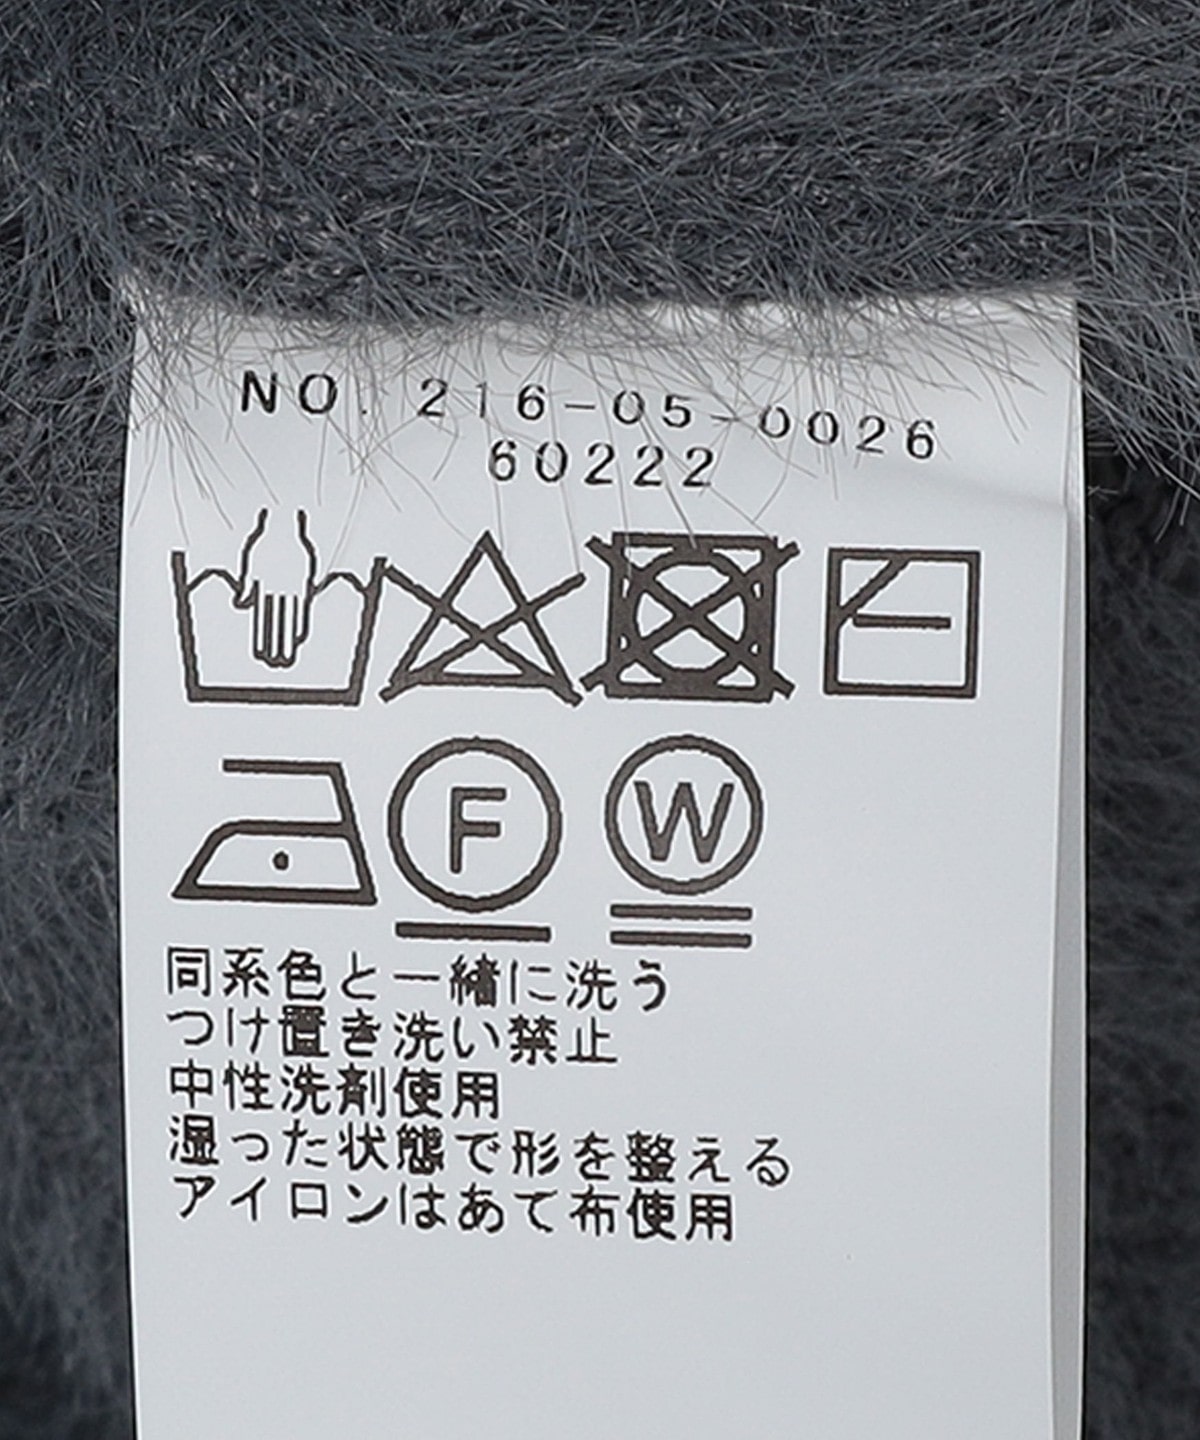 NO. 216-05-0026
60222
F W
同系色と一緒に洗う
つけ置き洗い禁止
中性洗剤使用
湿った状態で形を整える
アイロンはあて布使用